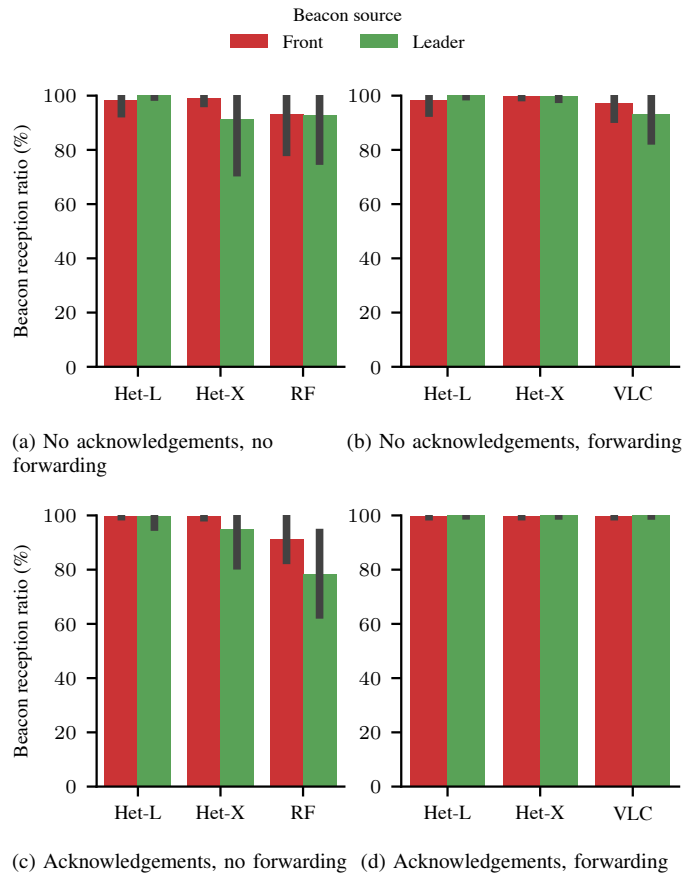 Beacon source
Front Leader
Beacon reception ratio (%)
100
80
60
40
20
0
Het-L Het-X RF
100
80
60
40
20
0
Het-L Het-X VLC
(a) No acknowledgements, no
forwarding
(b) No acknowledgements, forwarding
Beacon reception ratio (%)
100
80
60
40
20
0
Het-L Het-X RF
100
80
60
40
20
0
Het-L Het-X VLC
(c) Acknowledgements, no forwarding
(d) Acknowledgements, forwarding